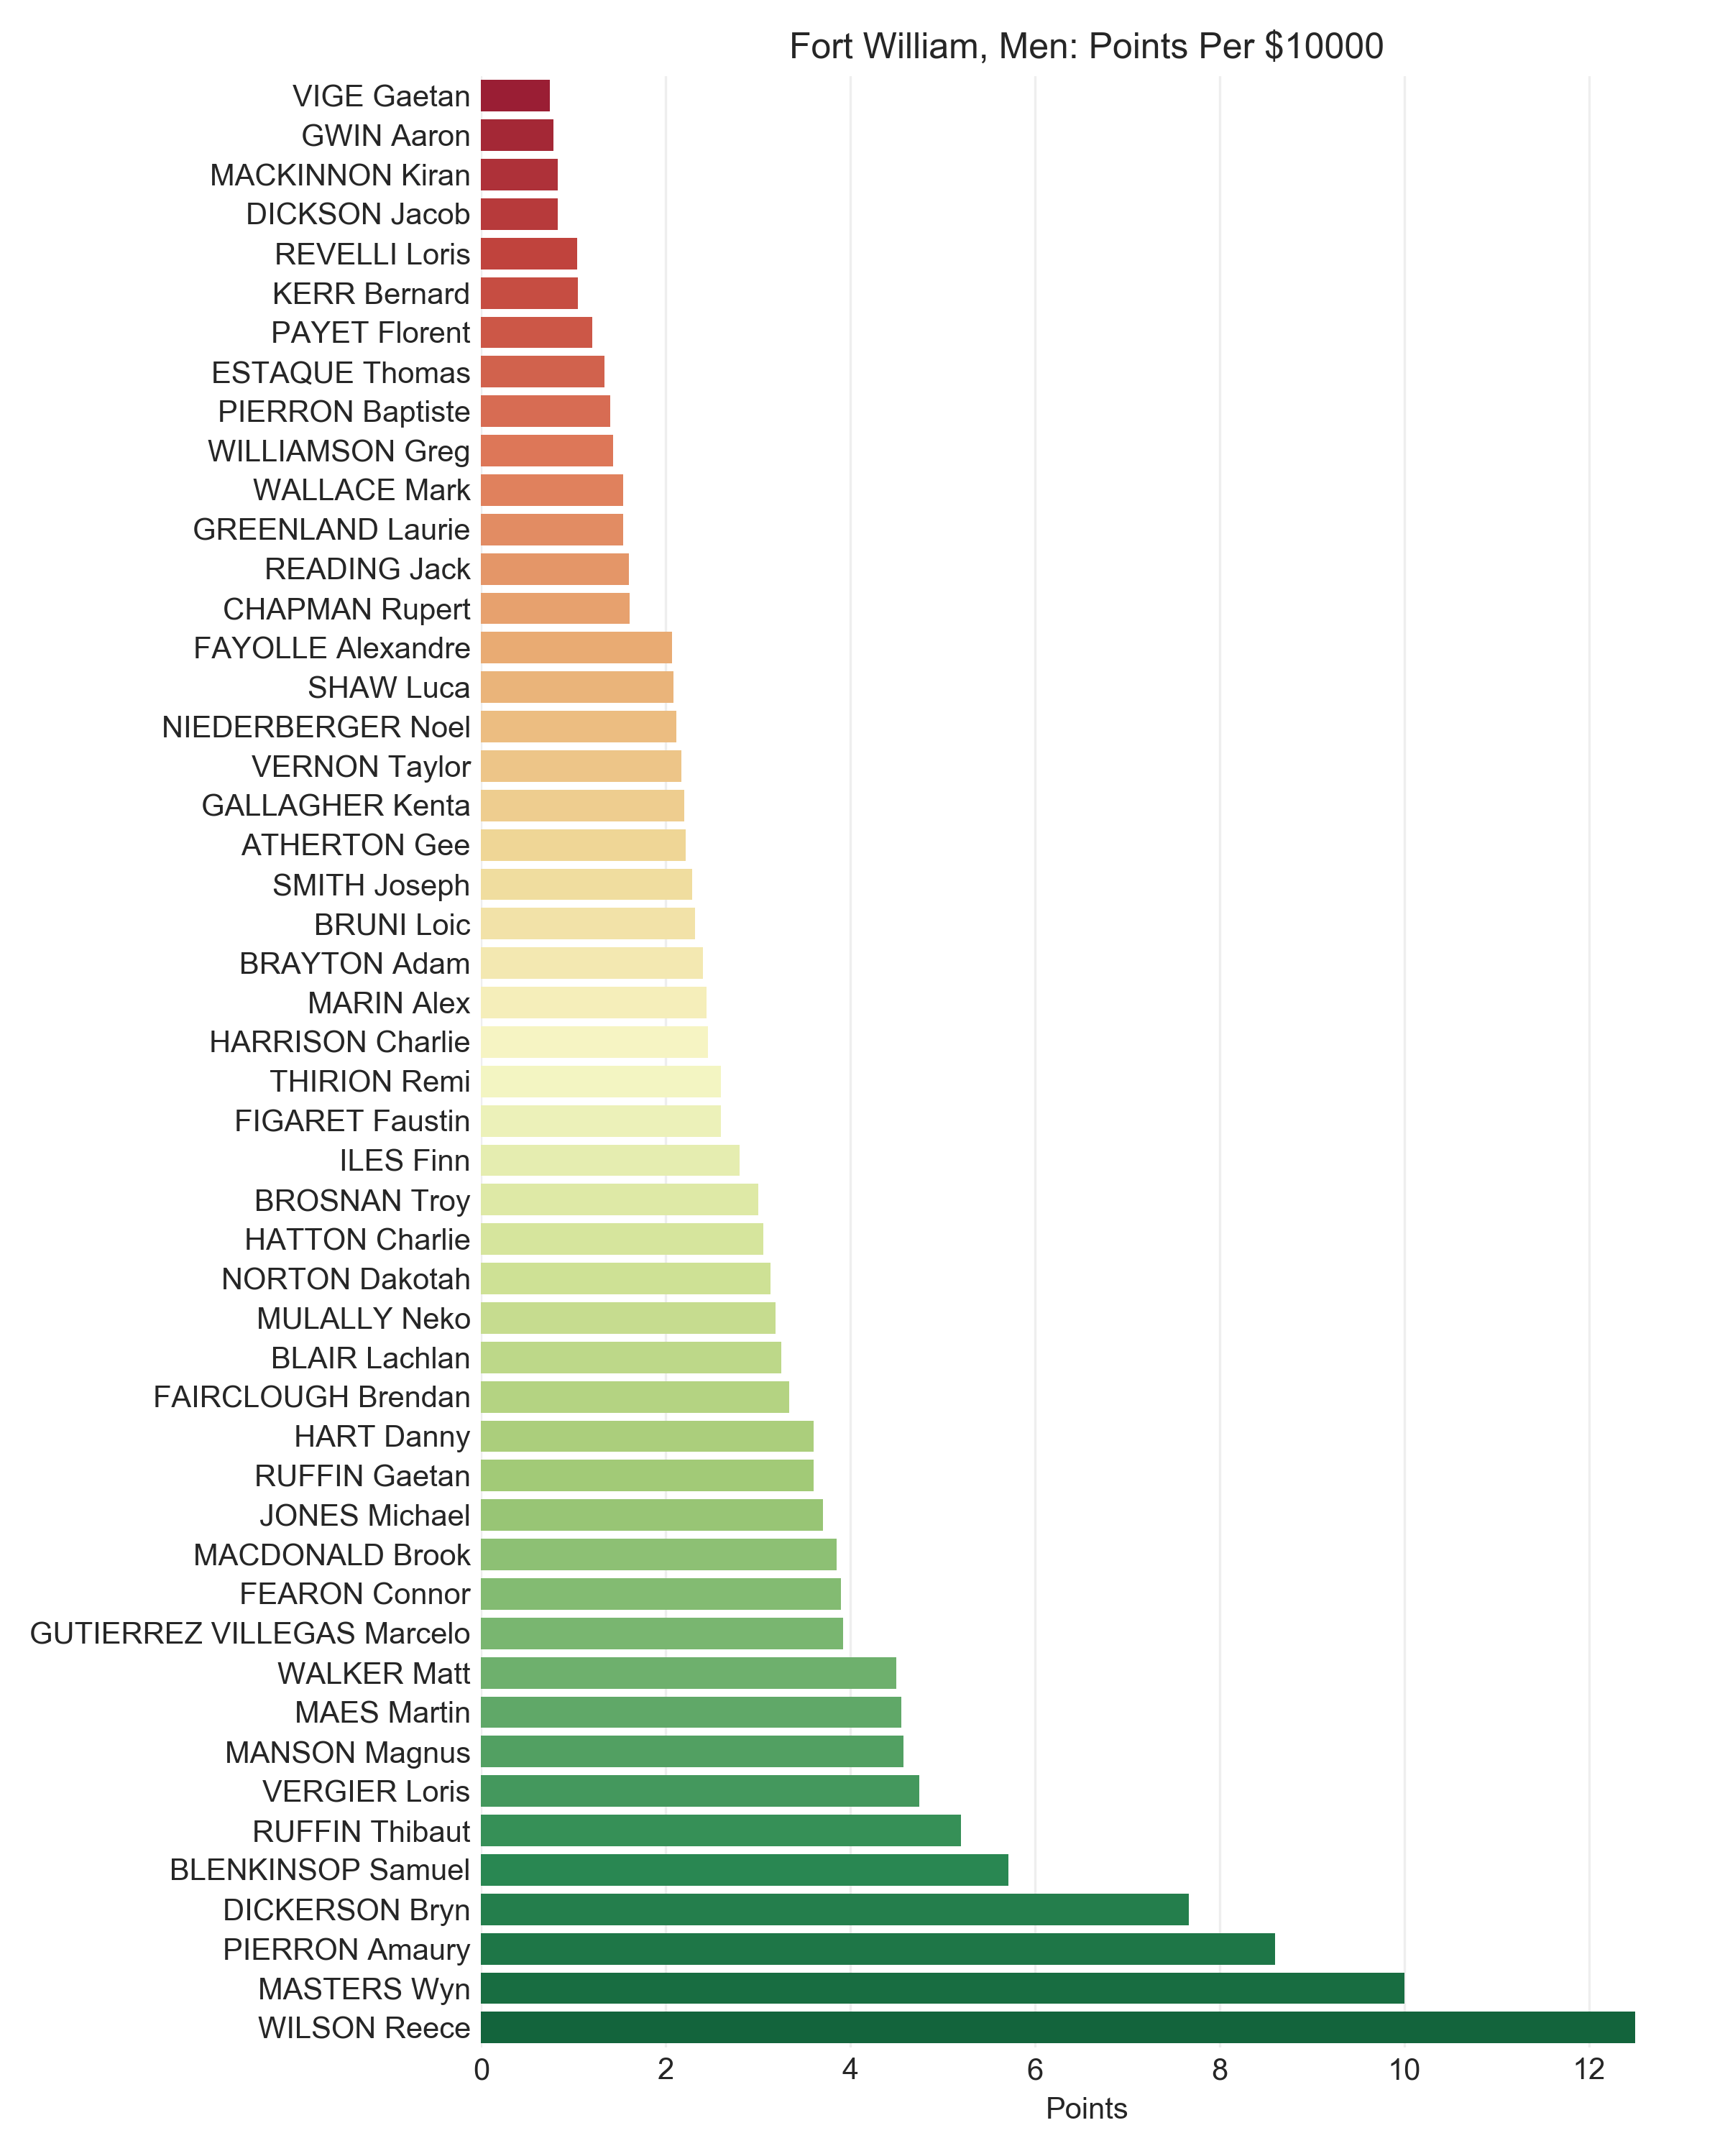 Fort William, Men: Points Per $10000
VIGE Gaetan
GWIN Aaron
MACKINNON Kiran
DICKSON Jacob
REVELLI Loris
KERR Bernard
PAYET Florent
ESTAQUE Thomas
PIERRON Baptiste
WILLIAMSON Greg
WALLACE Mark
GREENLAND Laurie
READING Jack
CHAPMAN Rupert
FAYOLLE Alexandre
SHAW Luca
NIEDERBERGER Noel
VERNON Taylor
GALLAGHER Kenta
ATHERTON Gee
SMITH Joseph
BRUNI Loic
BRAYTON Adam
MARIN Alex
HARRISON Charlie
THIRION Remi
FIGARET Faustin
ILES Finn
BROSNAN Troy
HATTON Charlie
NORTON Dakotah
MULALLY Neko
BLAIR Lachlan
FAIRCLOUGH Brendan
HART Danny
RUFFIN Gaetan
JONES Michael
MACDONALD Brook
FEARON Connor
GUTIERREZ VILLEGAS Marcelo
WALKER Matt
MAES Martin
MANSON Magnus
VERGIER Loris
RUFFIN Thibaut
BLENKINSOP Samuel
DICKERSON Bryn
PIERRON Amaury
MASTERS Wyn
WILSON Reece
0 2 4 6 8 10 12
Points